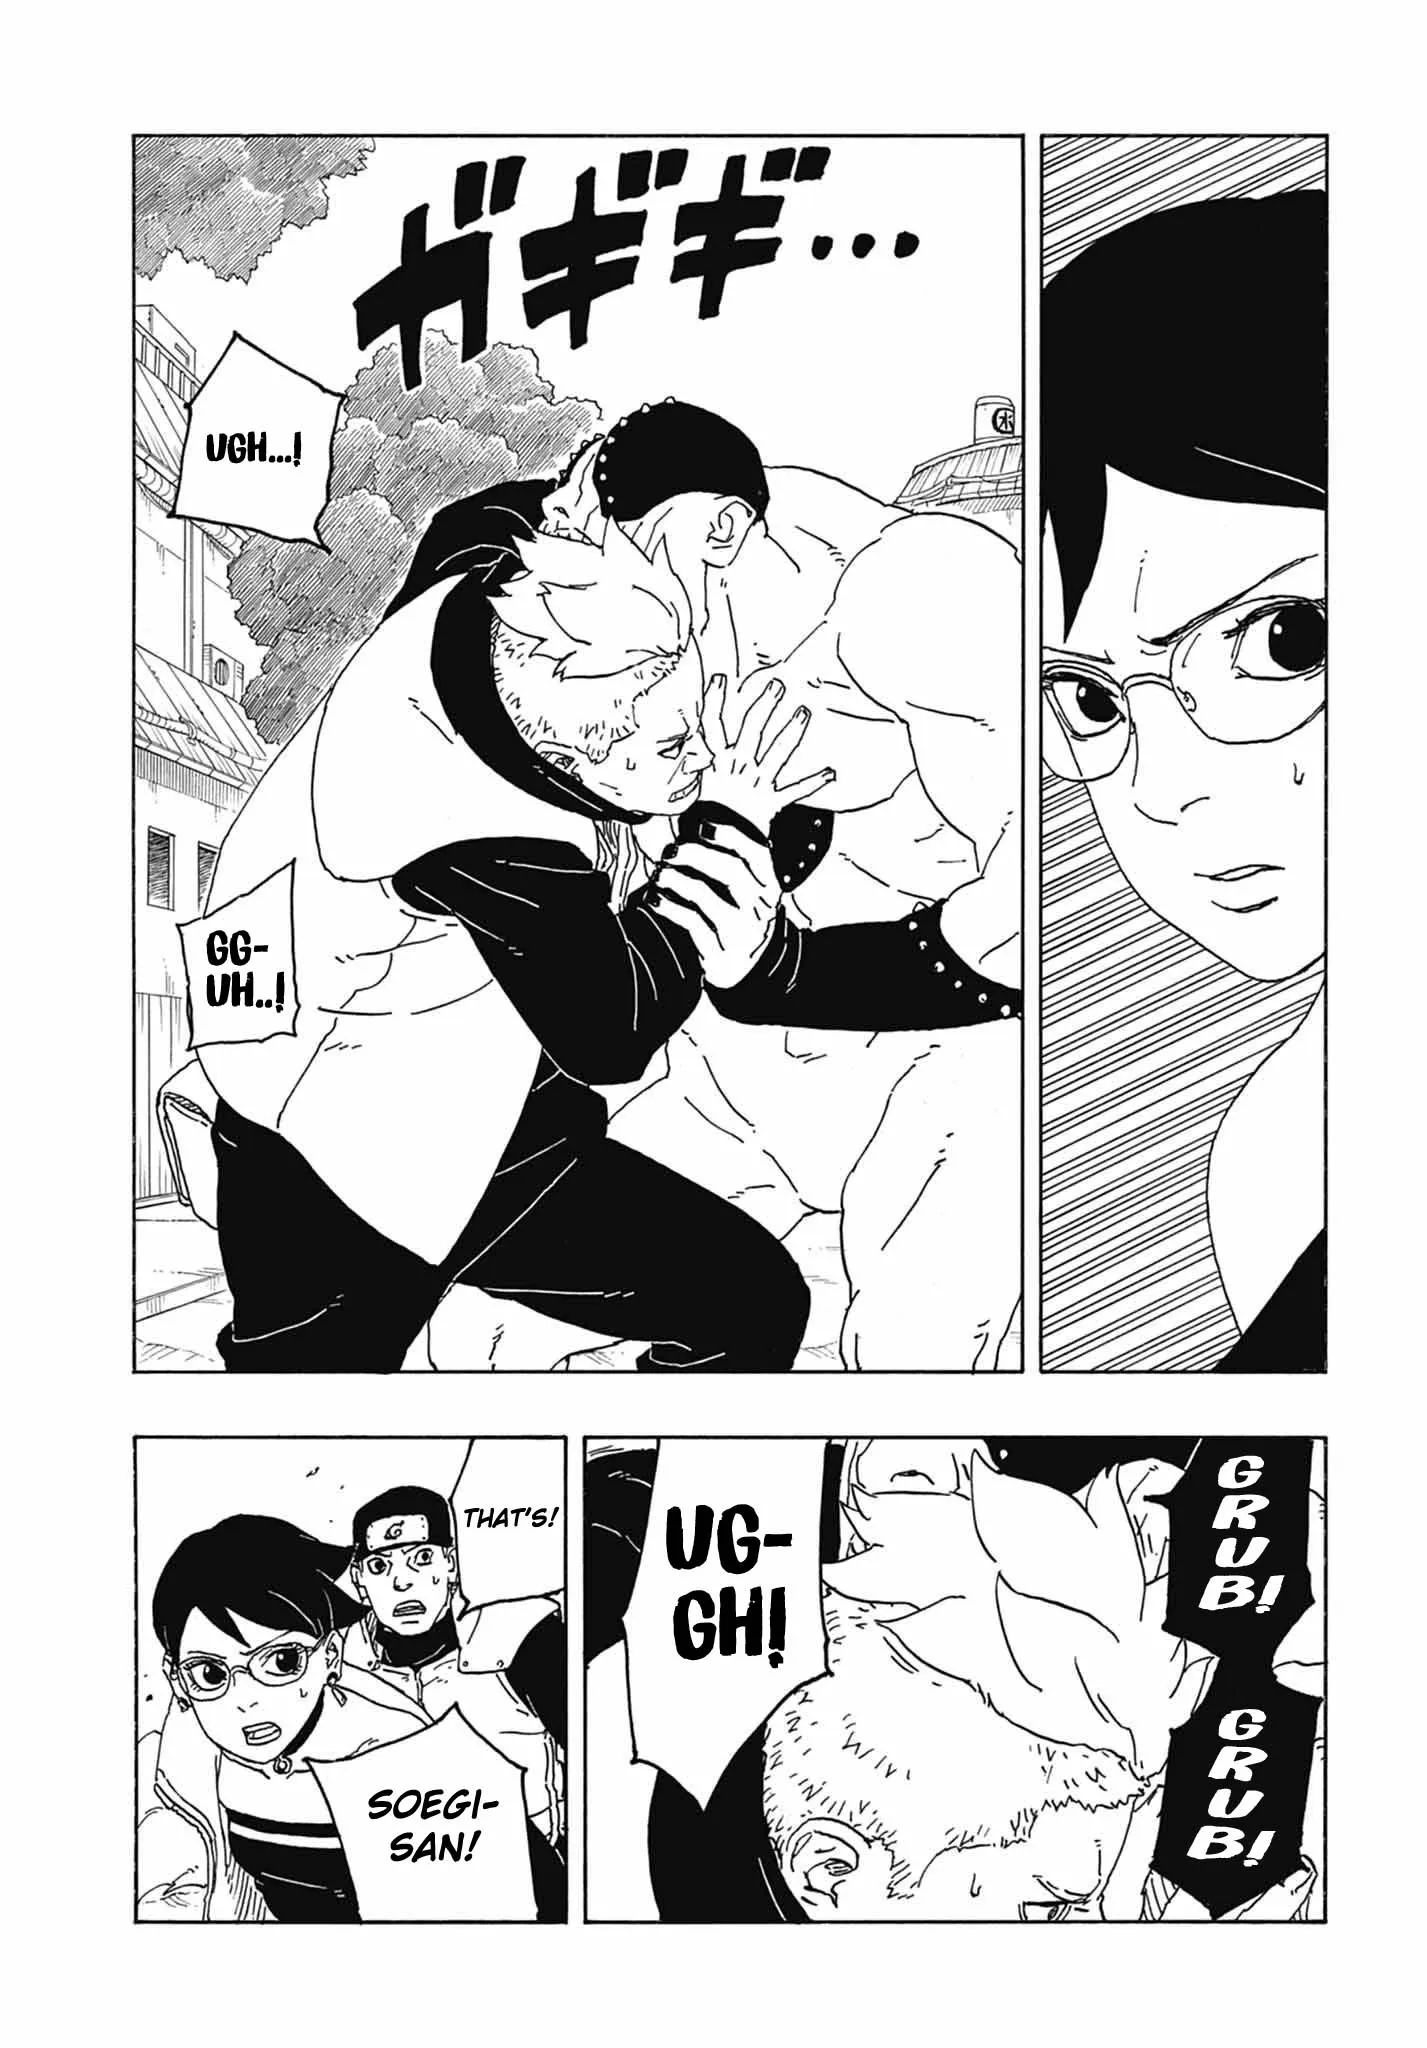 ガギギ…
UGH...!
GG-
UH..!
GRUB!
GRUB!
UG-
GH!
THAT'S!
SOEGI-
SAN!